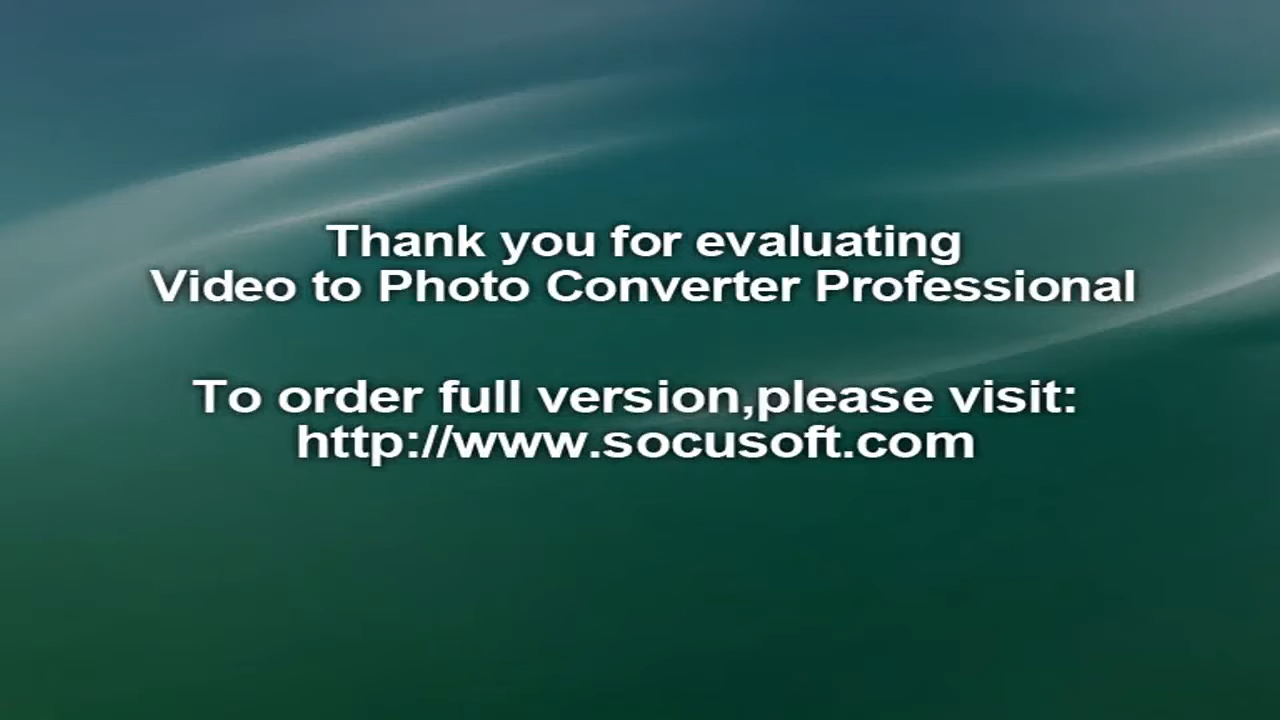 Thank you for evaluating
Video to Photo Converter Professional
To order full version,please visit:
http://www.socusoft.com